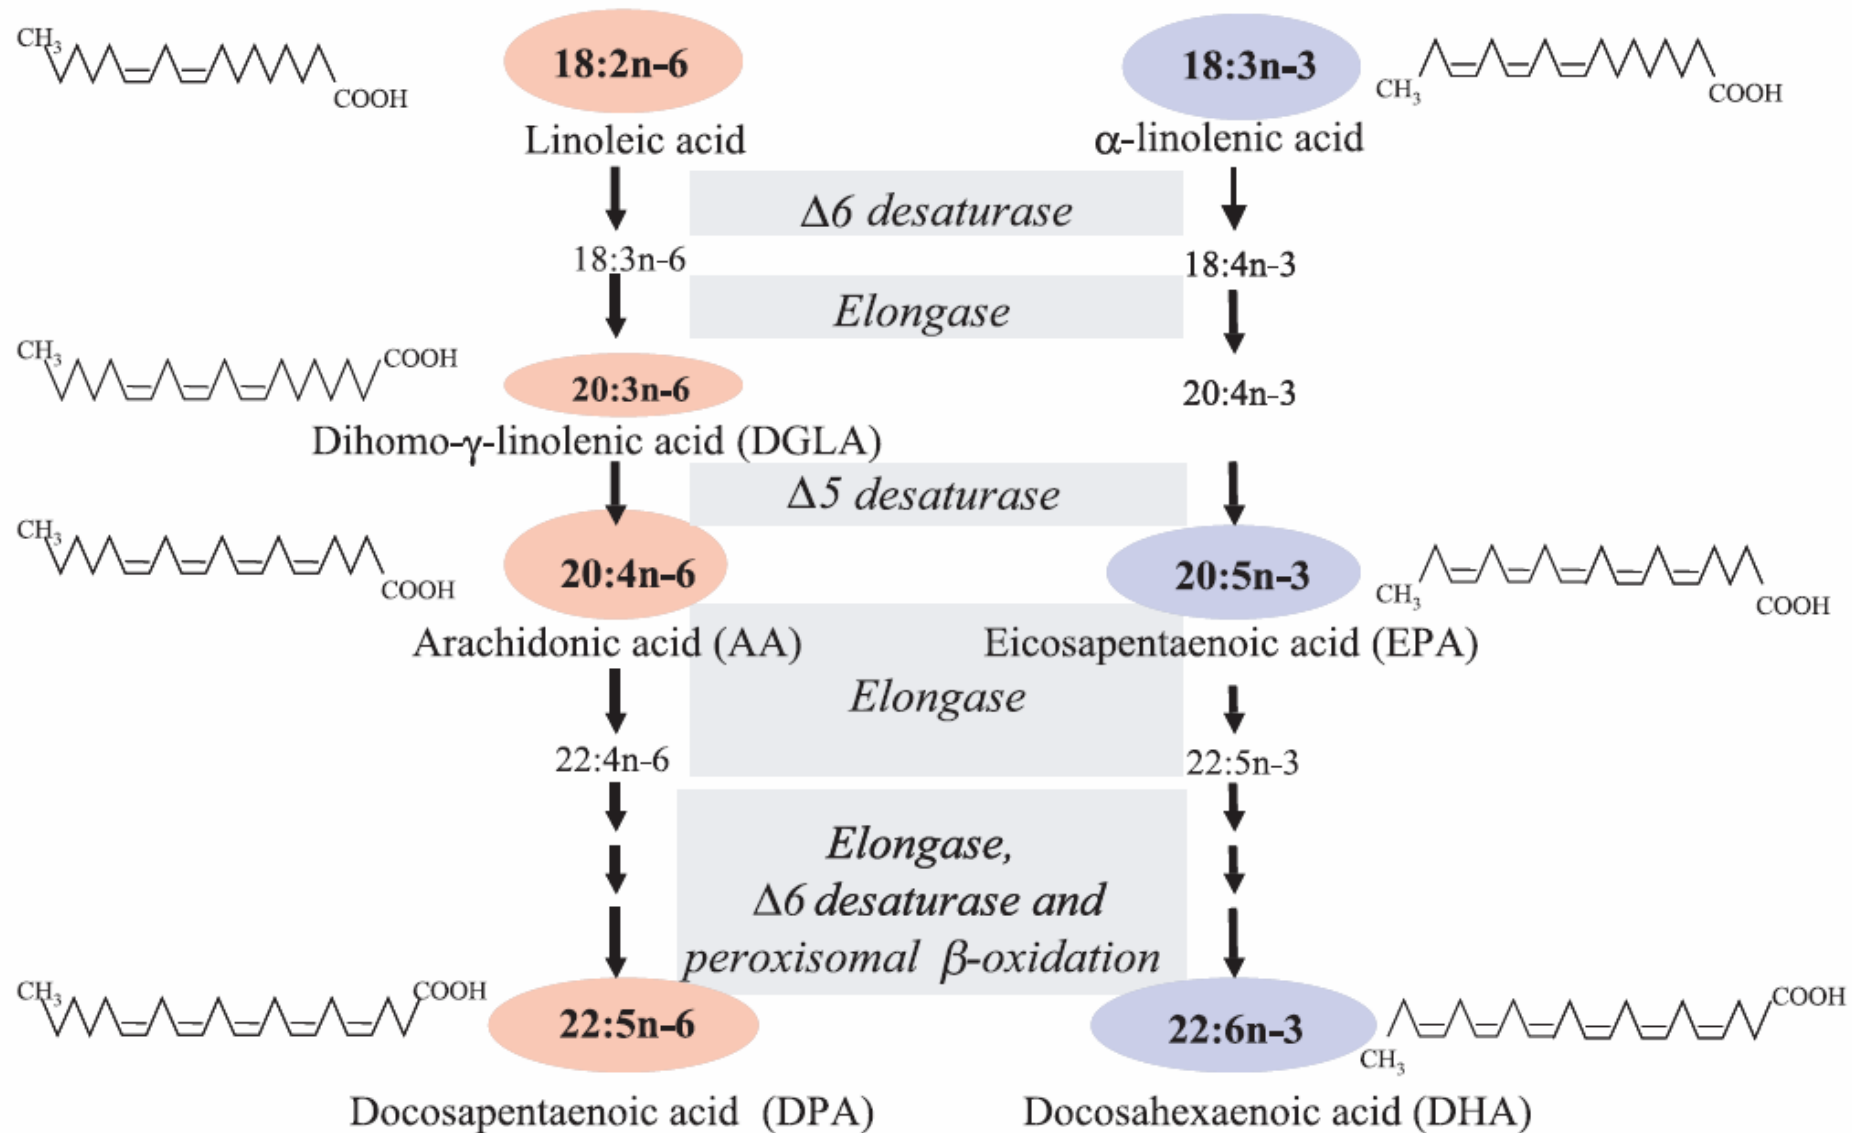 CH₃
COOH
18:2n-6
18:3n-3
CH₃
COOH
Linoleic acid
α-linolenic acid
Δ6 desaturase
18:3n-6
18:4n-3
Elongase
CH₃
COOH
20:3n-6
20:4n-3
Dihomo-γ-linolenic acid (DGLA)
Δ5 desaturase
CH₃
COOH
20:4n-6
20:5n-3
CH₃
COOH
Arachidonic acid (AA)
Eicosapentaenoic acid (EPA)
Elongase
22:4n-6
22:5n-3
Elongase,
Δ6 desaturase and
peroxisomal β-oxidation
CH₃
COOH
22:5n-6
22:6n-3
CH₃
COOH
Docosapentaenoic acid (DPA)
Docosahexaenoic acid (DHA)